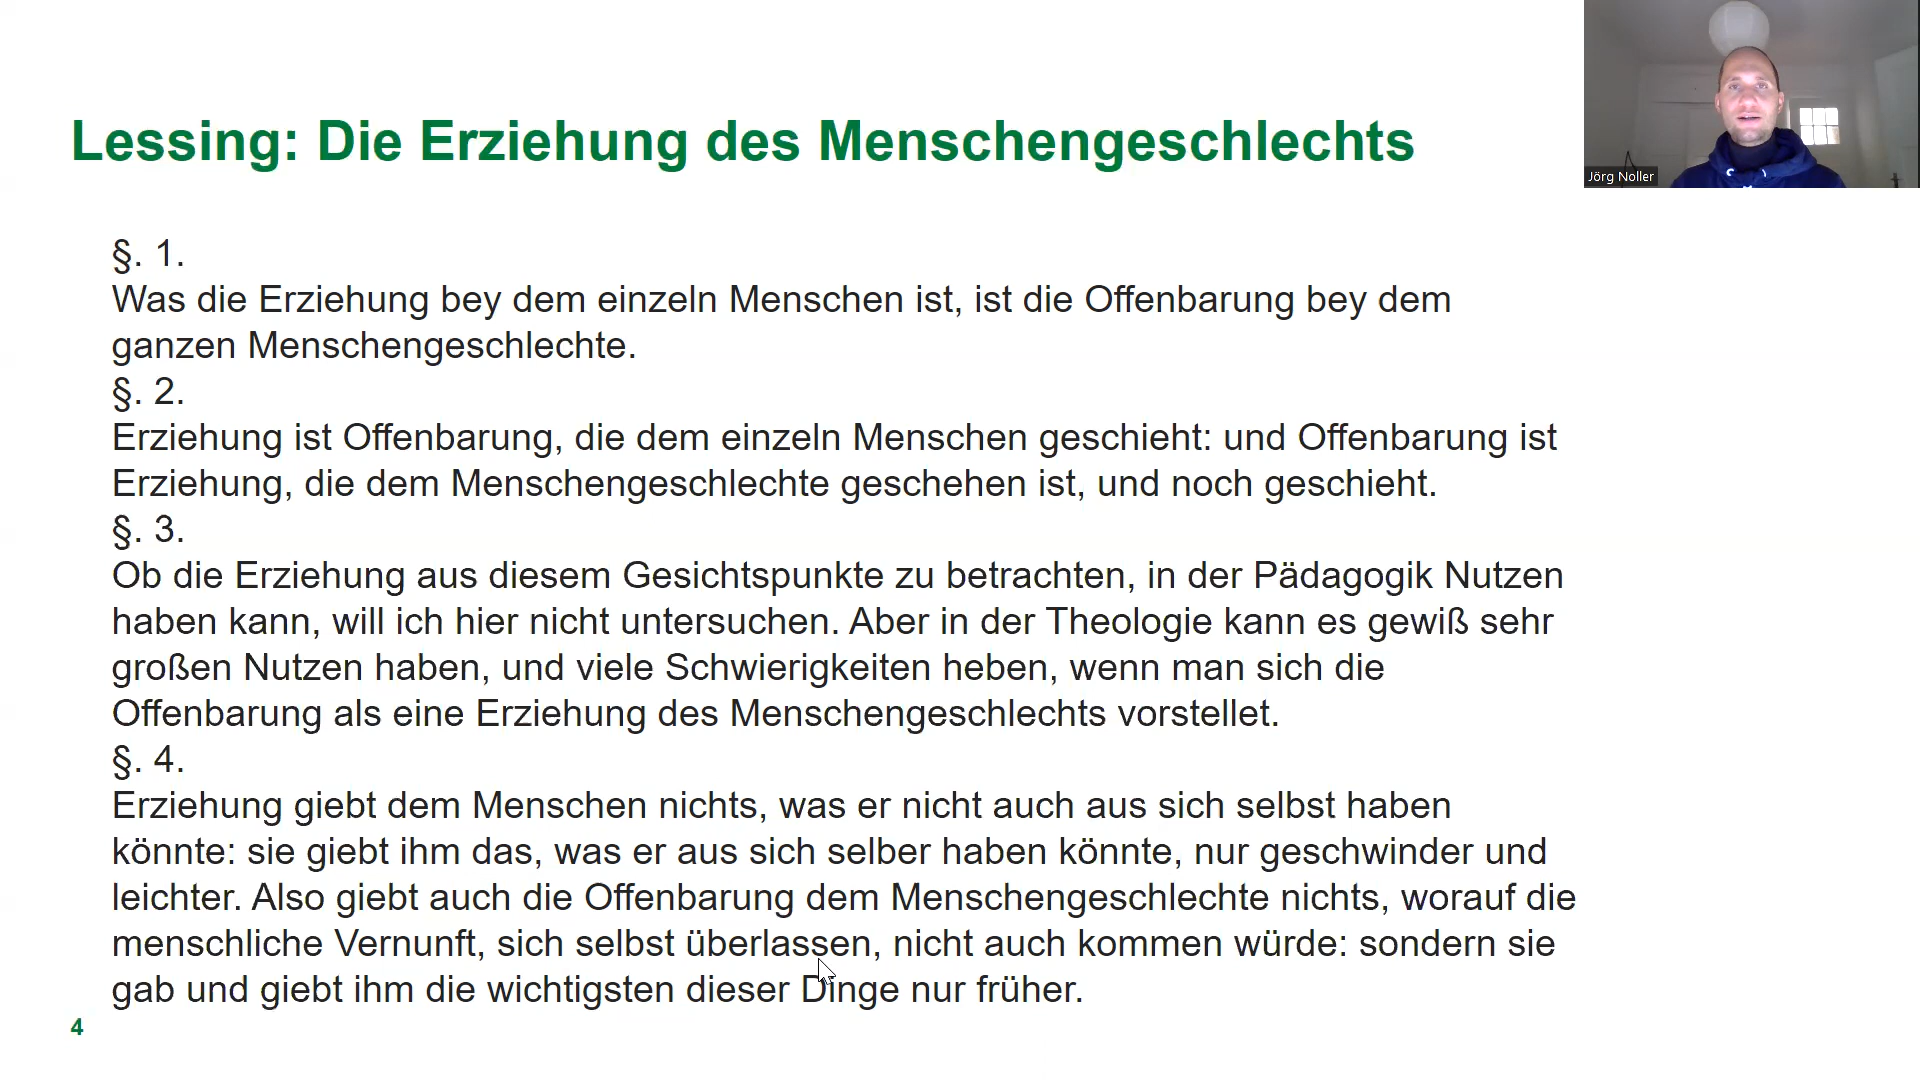 Lessing: Die Erziehung des Menschengeschlechts
Jörg Noller
§. 1.
Was die Erziehung bey dem einzeln Menschen ist, ist die Offenbarung bey dem
ganzen Menschengeschlechte.
§. 2.
Erziehung ist Offenbarung, die dem einzeln Menschen geschieht: und Offenbarung ist
Erziehung, die dem Menschengeschlechte geschehen ist, und noch geschieht.
§. 3.
Ob die Erziehung aus diesem Gesichtspunkte zu betrachten, in der Pädagogik Nutzen
haben kann, will ich hier nicht untersuchen. Aber in der Theologie kann es gewiß sehr
großen Nutzen haben, und viele Schwierigkeiten heben, wenn man sich die
Offenbarung als eine Erziehung des Menschengeschlechts vorstellet.
§. 4.
Erziehung giebt dem Menschen nichts, was er nicht auch aus sich selbst haben
könnte: sie giebt ihm das, was er aus sich selber haben könnte, nur geschwinder und
leichter. Also giebt auch die Offenbarung dem Menschengeschlechte nichts, worauf die
menschliche Vernunft, sich selbst überlassen, nicht auch kommen würde: sondern sie
gab und giebt ihm die wichtigsten dieser Dinge nur früher.
4